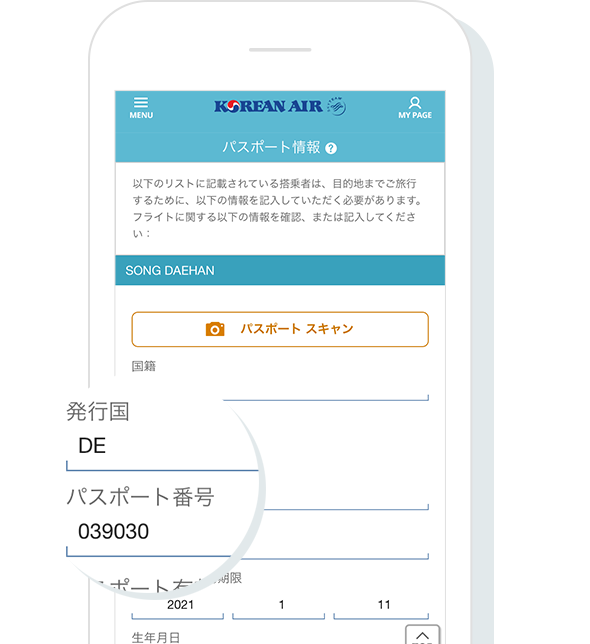 MENU
KOREAN AIR
MY PAGE
パスポート情報 ?
以下のリストに記載されている搭乗者は、目的地までご旅行
するために、以下の情報を記入していただく必要があります。
フライトに関する以下の情報を確認、または記入してくださ
い：
SONG DAEHAN
パスポート スキャン
国籍
発行国
DE
パスポート番号
039030
スポート有
期限
2021 1 11
生年月日